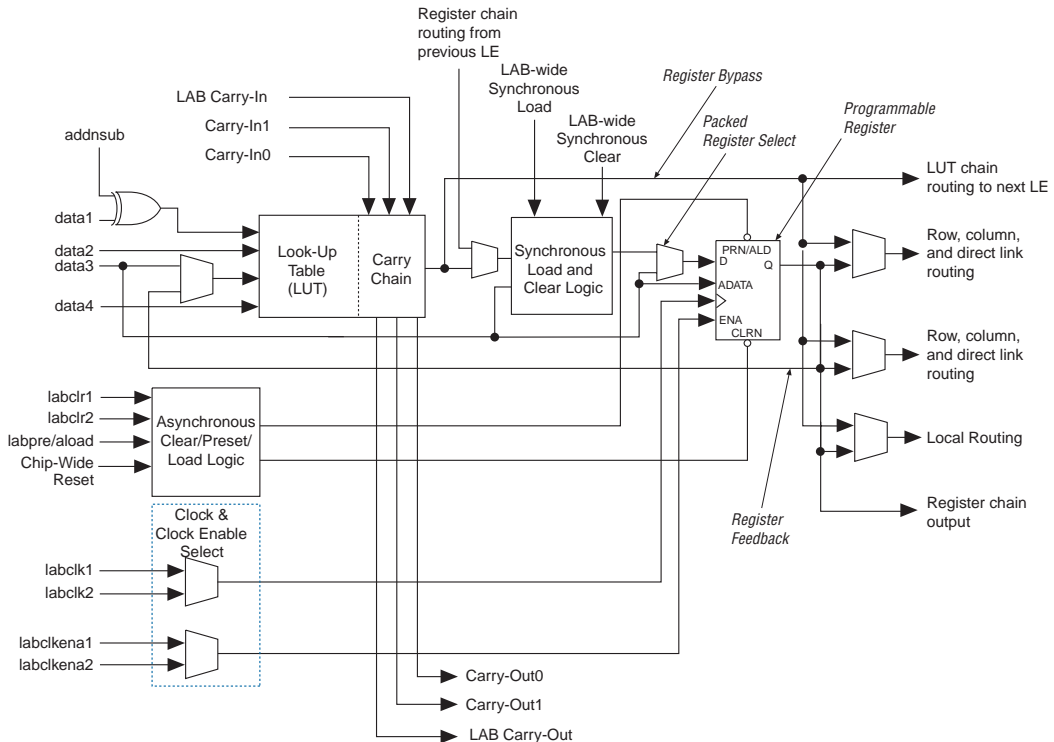 Register chain
routing from
previous LE
LAB-wide
Synchronous
Load
LAB-wide
Synchronous
Clear
Register Bypass
Packed
Register Select
Programmable
Register
LAB Carry-In
Carry-In1
Carry-In0
addnsub
data1
data2
data3
data4
Look-Up
Table
(LUT)
Carry
Chain
Synchronous
Load and
Clear Logic
PRN/ALD
D
Q
ADATA
ENA
CLRN
LUT chain
routing to next LE
Row, column,
and direct link
routing
Row, column,
and direct link
routing
Local Routing
Register chain
output
Register
Feedback
labclr1
labclr2
labpre/aload
Chip-Wide
Reset
Asynchronous
Clear/Preset/
Load Logic
Clock &
Clock Enable
Select
labclk1
labclk2
labclkena1
labclkena2
Carry-Out0
Carry-Out1
LAB Carry-Out